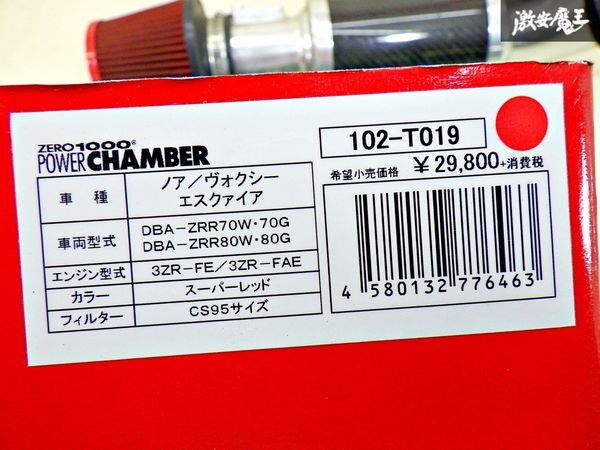 激安魔王
ZERO1000®
POWER CHAMBER
102-T019
希望小売価格 ￥29,800+消費税
車種 ノア／ヴォクシー
エスクァイア
車両型式 DBA-ZRR70W・70G
DBA-ZRR80W・80G
エンジン型式 3ZR-FE／3ZR-FAE
カラー スーパーレッド
フィルター CS95サイズ
4 580132 776463